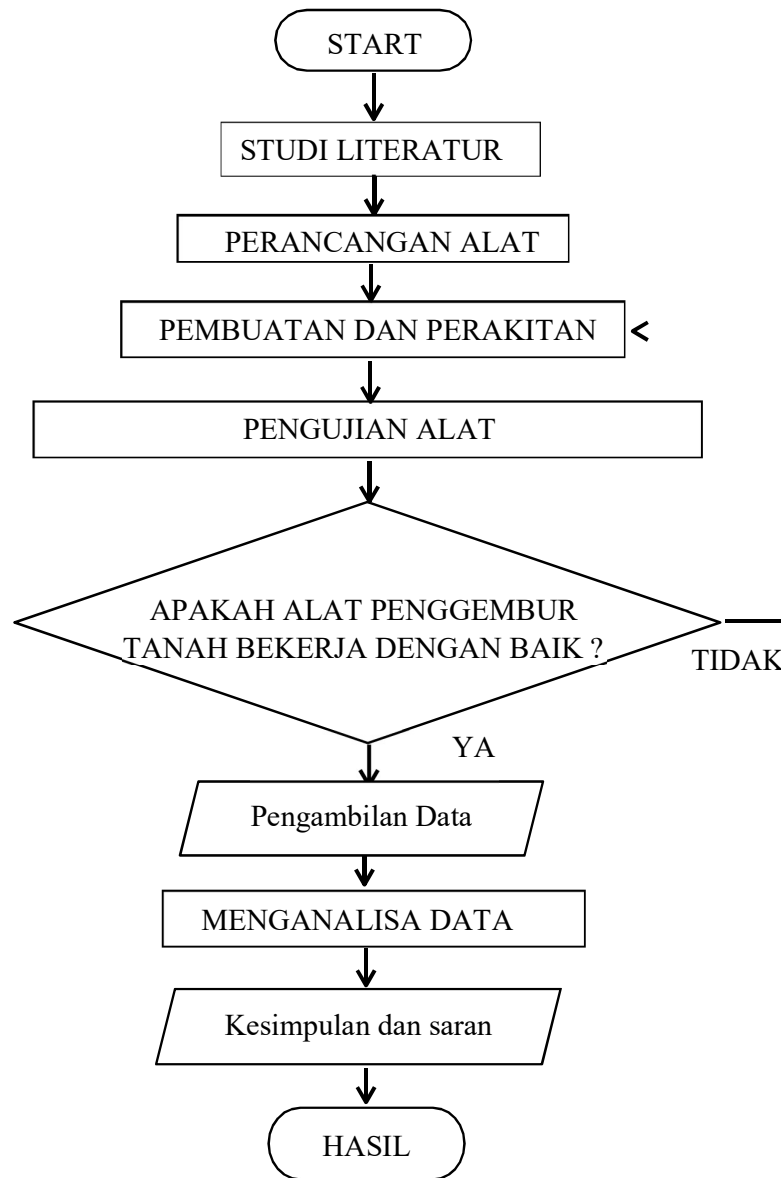 START
STUDI LITERATUR
PERANCANGAN ALAT
PEMBUATAN DAN PERAKITAN
PENGUJIAN ALAT
APAKAH ALAT PENGGEMBUR
TANAH BEKERJA DENGAN BAIK ?
TIDAK
YA
Pengambilan Data
MENGANALISA DATA
Kesimpulan dan saran
HASIL